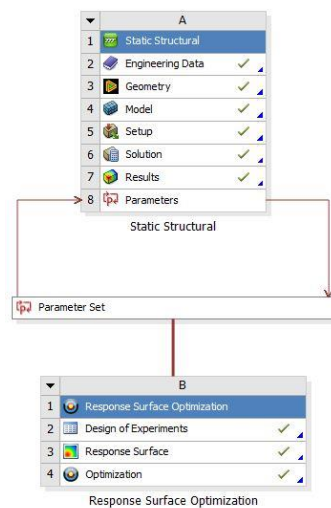 A
1 Static Structural
2 Engineering Data
3 Geometry
4 Model
5 Setup
6 Solution
7 Results
8 Parameters
Static Structural
Parameter Set
B
1 Response Surface Optimization
2 Design of Experiments
3 Response Surface
4 Optimization
Response Surface Optimization